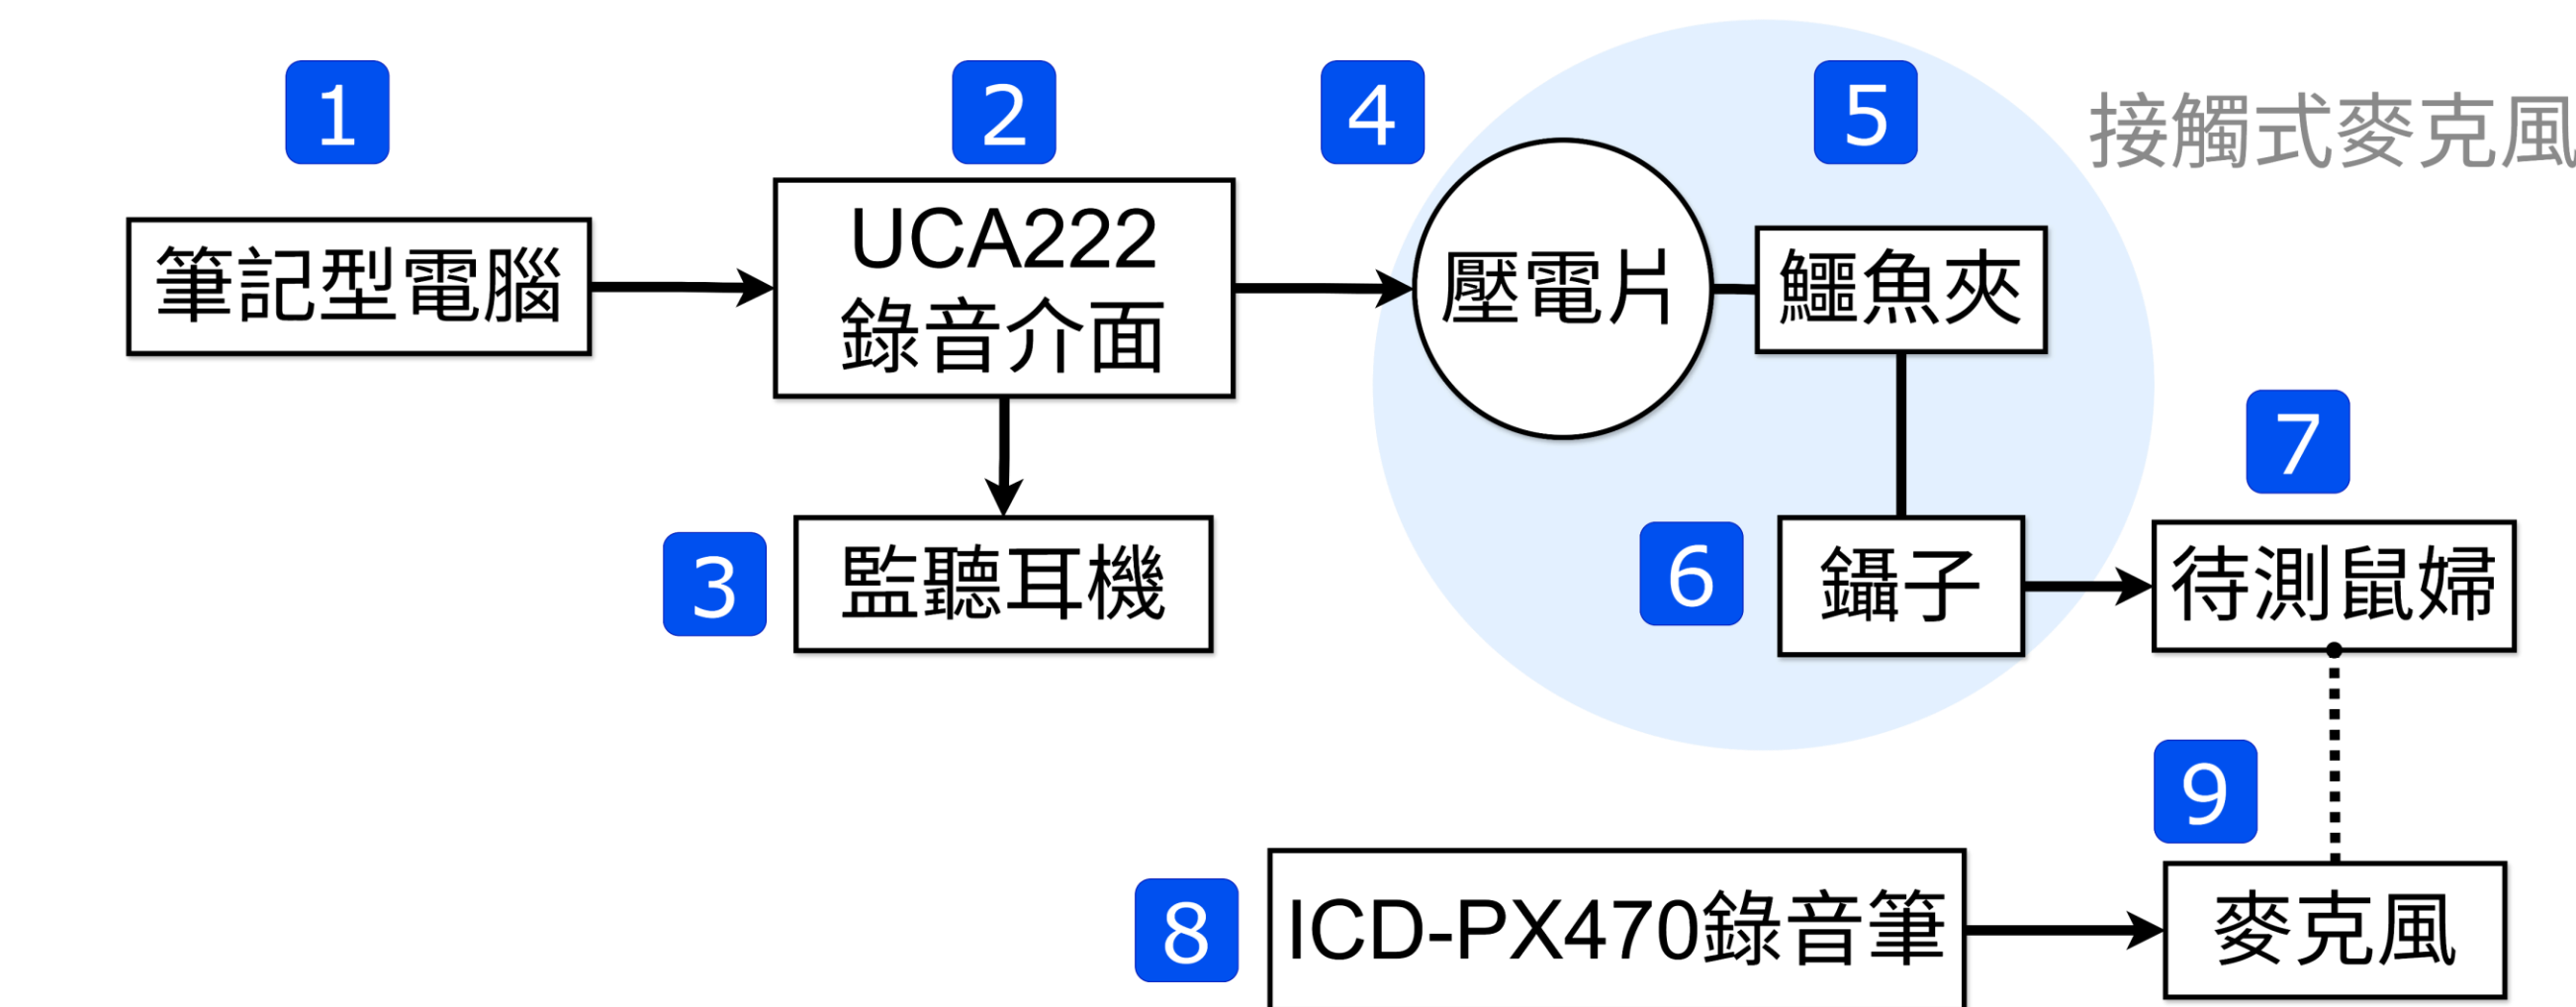 1
2
4
5
接觸式麥克風
筆記型電腦
UCA222
錄音介面
壓電片
鱷魚夾
7
3
監聽耳機
6
鑷子
待測鼠婦
9
8
ICD-PX470錄音筆
麥克風